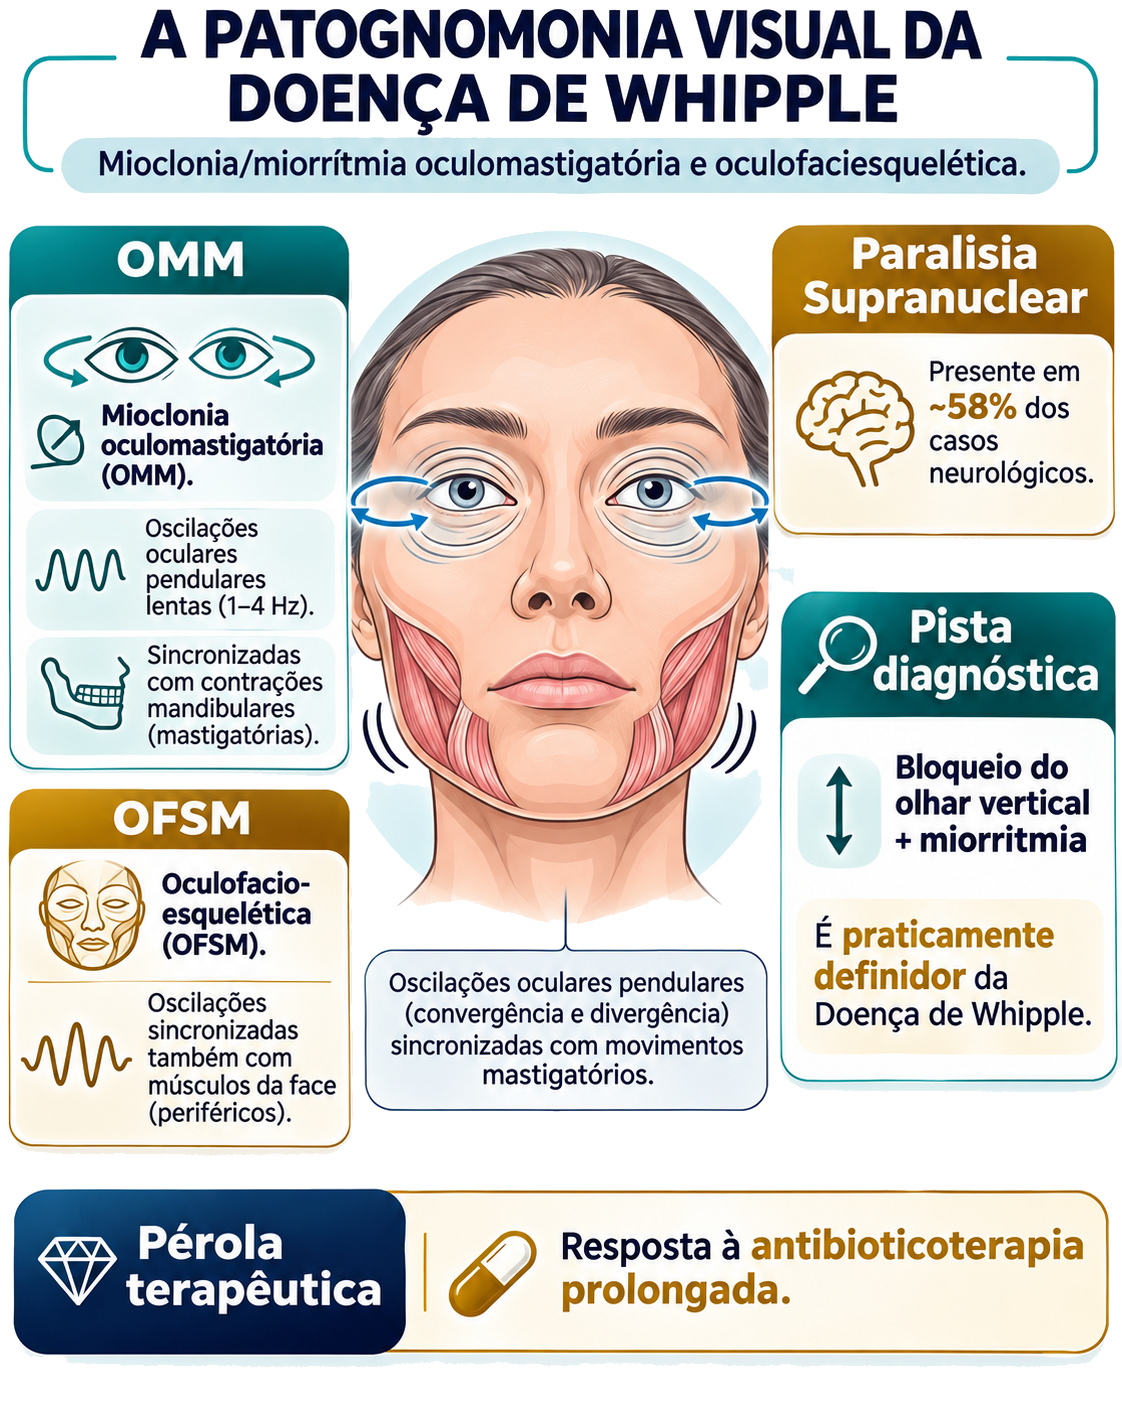 A PATOGNOMONIA VISUAL DA
DOENÇA DE WHIPPLE
Mioclonia/miorrítmia oculomastigatória e oculofaciesquelética.
OMM
Mioclonia
oculomastigatória
(OMM).
Oscilações
oculares
pendulares
lentas (1–4 Hz).
Sincronizadas
com contrações
mandibulares
(mastigatórias).
OFSM
Oculofacio-
esquelética
(OFSM).
Oscilações
sincronizadas
também com
músculos da face
(periféricos).
Oscilações oculares pendulares
(convergência e divergência)
sincronizadas com movimentos
mastigatórios.
Paralisia
Supranuclear
Presente em
~58% dos
casos
neurológicos.
Pista
diagnóstica
Bloqueio do
olhar vertical
+ miorritmia
É praticamente
definidor da
Doença de Whipple.
Pérola
terapêutica
Resposta à antibioticoterapia
prolongada.